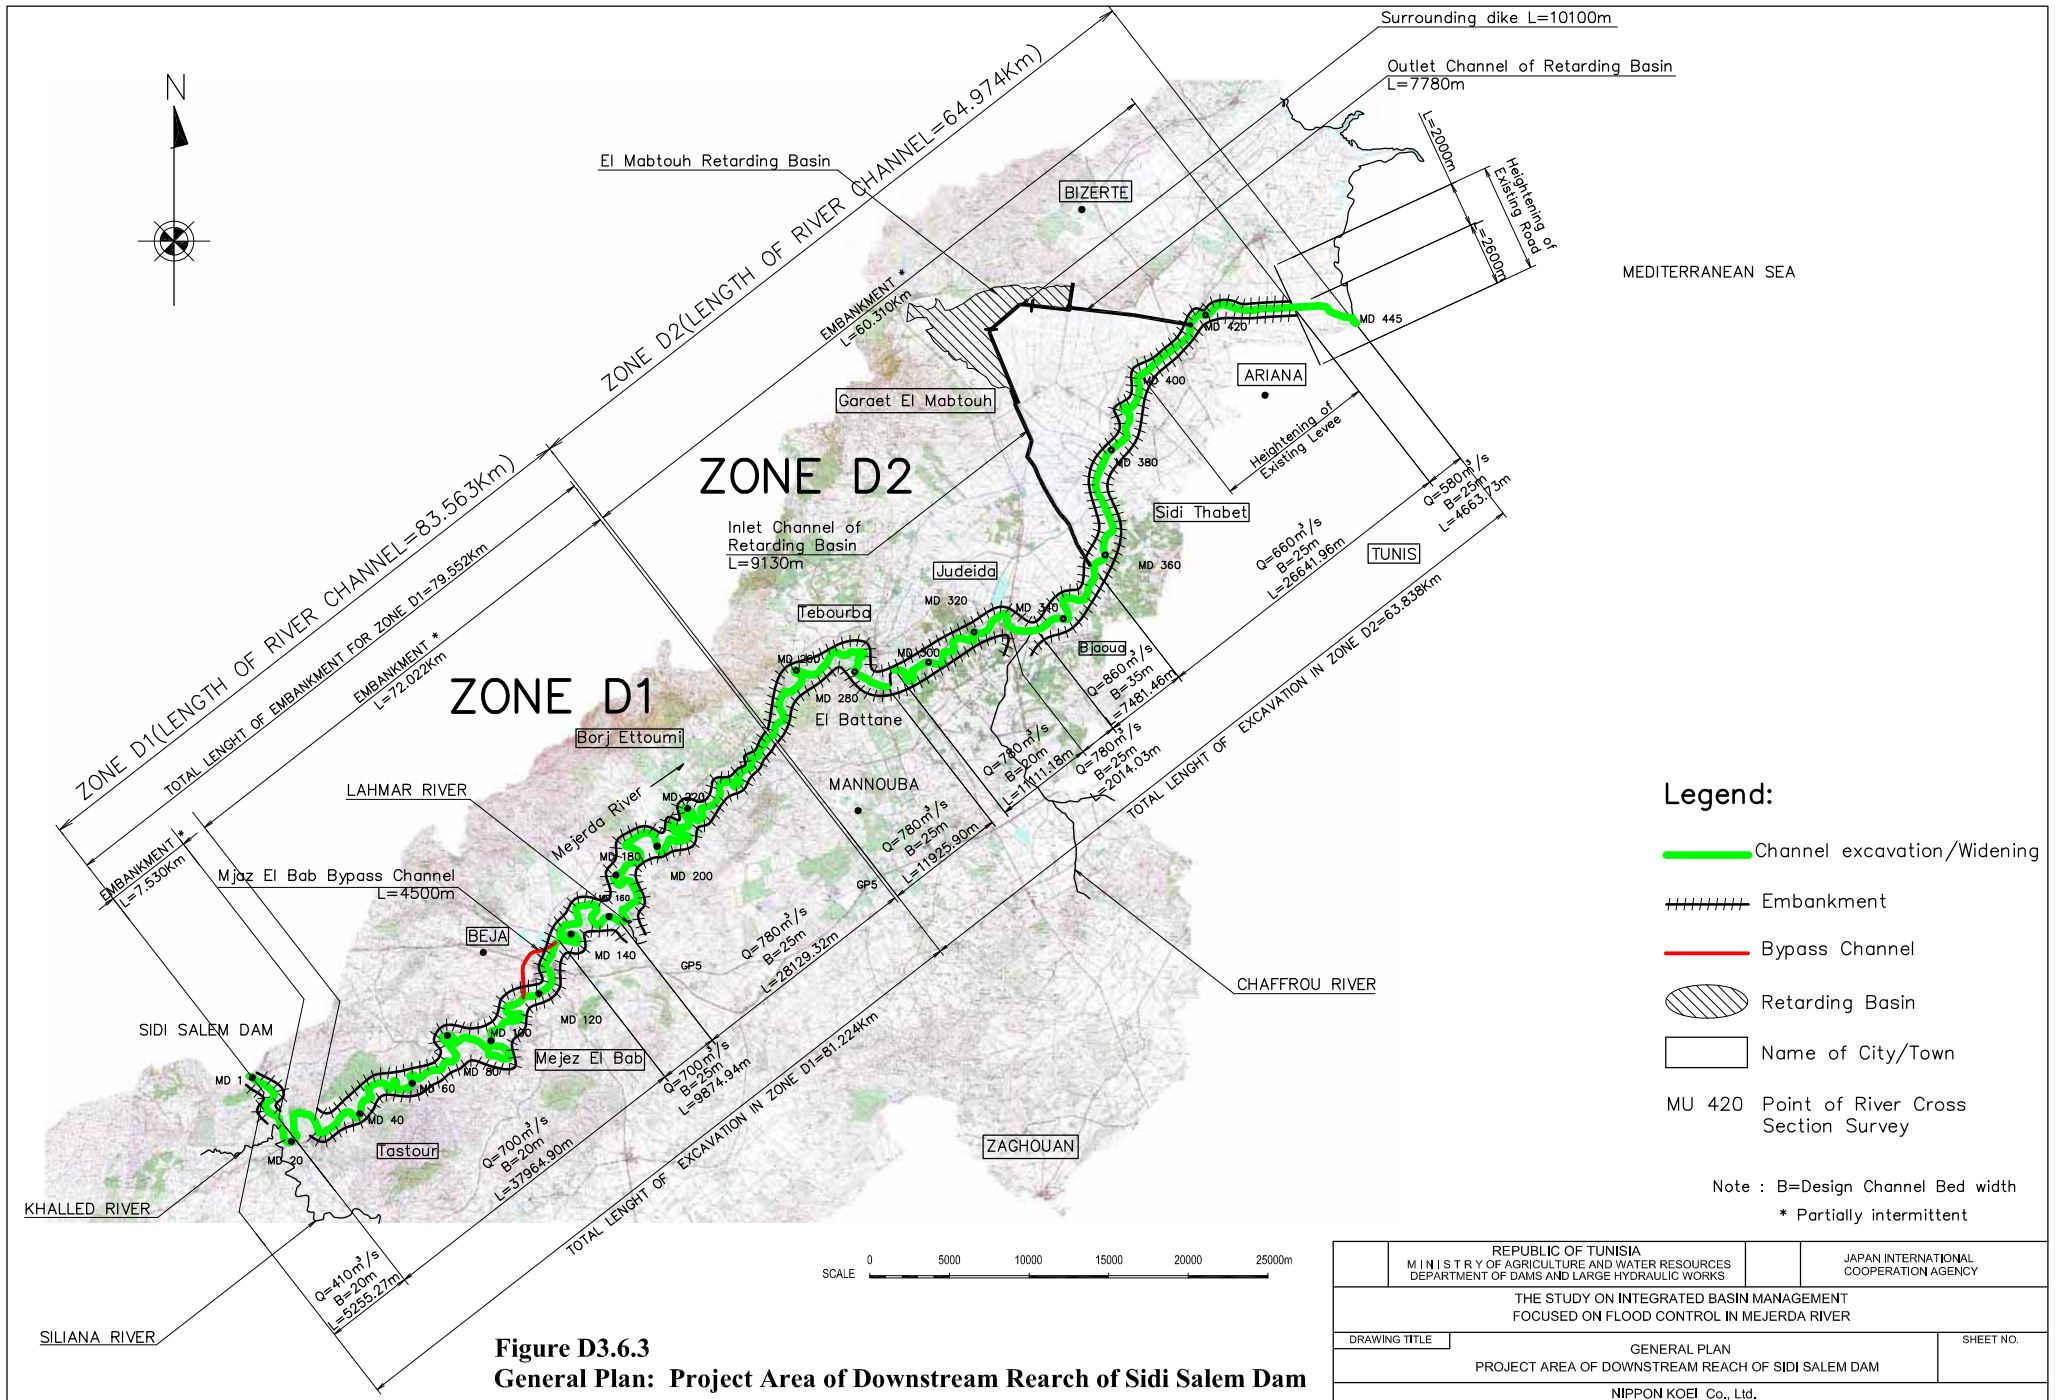 Surrounding dike L=10100m
Outlet Channel of Retarding Basin
L=7780m
N
El Mabtouh Retarding Basin
BIZERTE
L=2000m
Heightening of
Existing Road
L=2600m
MEDITERRANEAN SEA
ZONE D2(LENGTH OF RIVER CHANNEL=64.974Km)
EMBANKMENT *
L=60.310Km
MD 445
MD 420
ARIANA
MD 400
Garaet El Mabtouh
Heightening of
Existing Levee
MD 380
ZONE D2
Q=580m³/s
B=25m
L=4663.73m
Sidi Thabet
Inlet Channel of
Retarding Basin
L=9130m
Q=660m³/s
B=25m
L=26641.96m
TUNIS
ZONE D1(LENGTH OF RIVER CHANNEL=83.563Km)
TOTAL LENGHT OF EMBANKMENT FOR ZONE D1=79.552Km
EMBANKMENT *
L=72.022Km
Judeida
MD 360
MD 320
MD 340
Tebourba
Bjaoua
MD 300
MD 260
MD 280
El Battane
Q=860m³/s
B=35m
L=7481.46m
ZONE D1
Borj Ettoumi
Q=780m³/s
B=20m
L=11111.18m
Q=780m³/s
B=25m
L=2014.03m
TOTAL LENGHT OF EXCAVATION IN ZONE D2=63.838Km
LAHMAR RIVER
MANNOUBA
Mejerda River
MD 220
Q=780m³/s
B=25m
L=11925.90m
Legend:
Channel excavation/Widening
Embankment
Bypass Channel
Retarding Basin
Name of City/Town
MU 420 Point of River Cross
Section Survey
Note : B=Design Channel Bed width
* Partially intermittent
EMBANKMENT *
L=7.530Km
Mjaz El Bab Bypass Channel
L=4500m
MD 180
MD 200
GP5
MD 160
BEJA
MD 140
GP5
Q=780m³/s
B=25m
L=28129.32m
CHAFFROU RIVER
SIDI SALEM DAM
MD 120
MD 100
Mejez El Bab
MD 1
MD 80
MD 60
Q=700m³/s
B=25m
L=9874.94m
MD 40
Tastour
MD 20
Q=700m³/s
B=20m
L=37964.90m
TOTAL LENGHT OF EXCAVATION IN ZONE D1=81.224Km
ZAGHOUAN
KHALLED RIVER
Q=410m³/s
B=20m
L=5255.27m
SILIANA RIVER
SCALE 0 5000 10000 15000 20000 25000m
REPUBLIC OF TUNISIA
MINISTRY OF AGRICULTURE AND WATER RESOURCES
DEPARTMENT OF DAMS AND LARGE HYDRAULIC WORKS
JAPAN INTERNATIONAL
COOPERATION AGENCY
THE STUDY ON INTEGRATED BASIN MANAGEMENT
FOCUSED ON FLOOD CONTROL IN MEJERDA RIVER
DRAWING TITLE
GENERAL PLAN
PROJECT AREA OF DOWNSTREAM REACH OF SIDI SALEM DAM
SHEET NO.
NIPPON KOEI Co., Ltd.
Figure D3.6.3
General Plan: Project Area of Downstream Rearch of Sidi Salem Dam